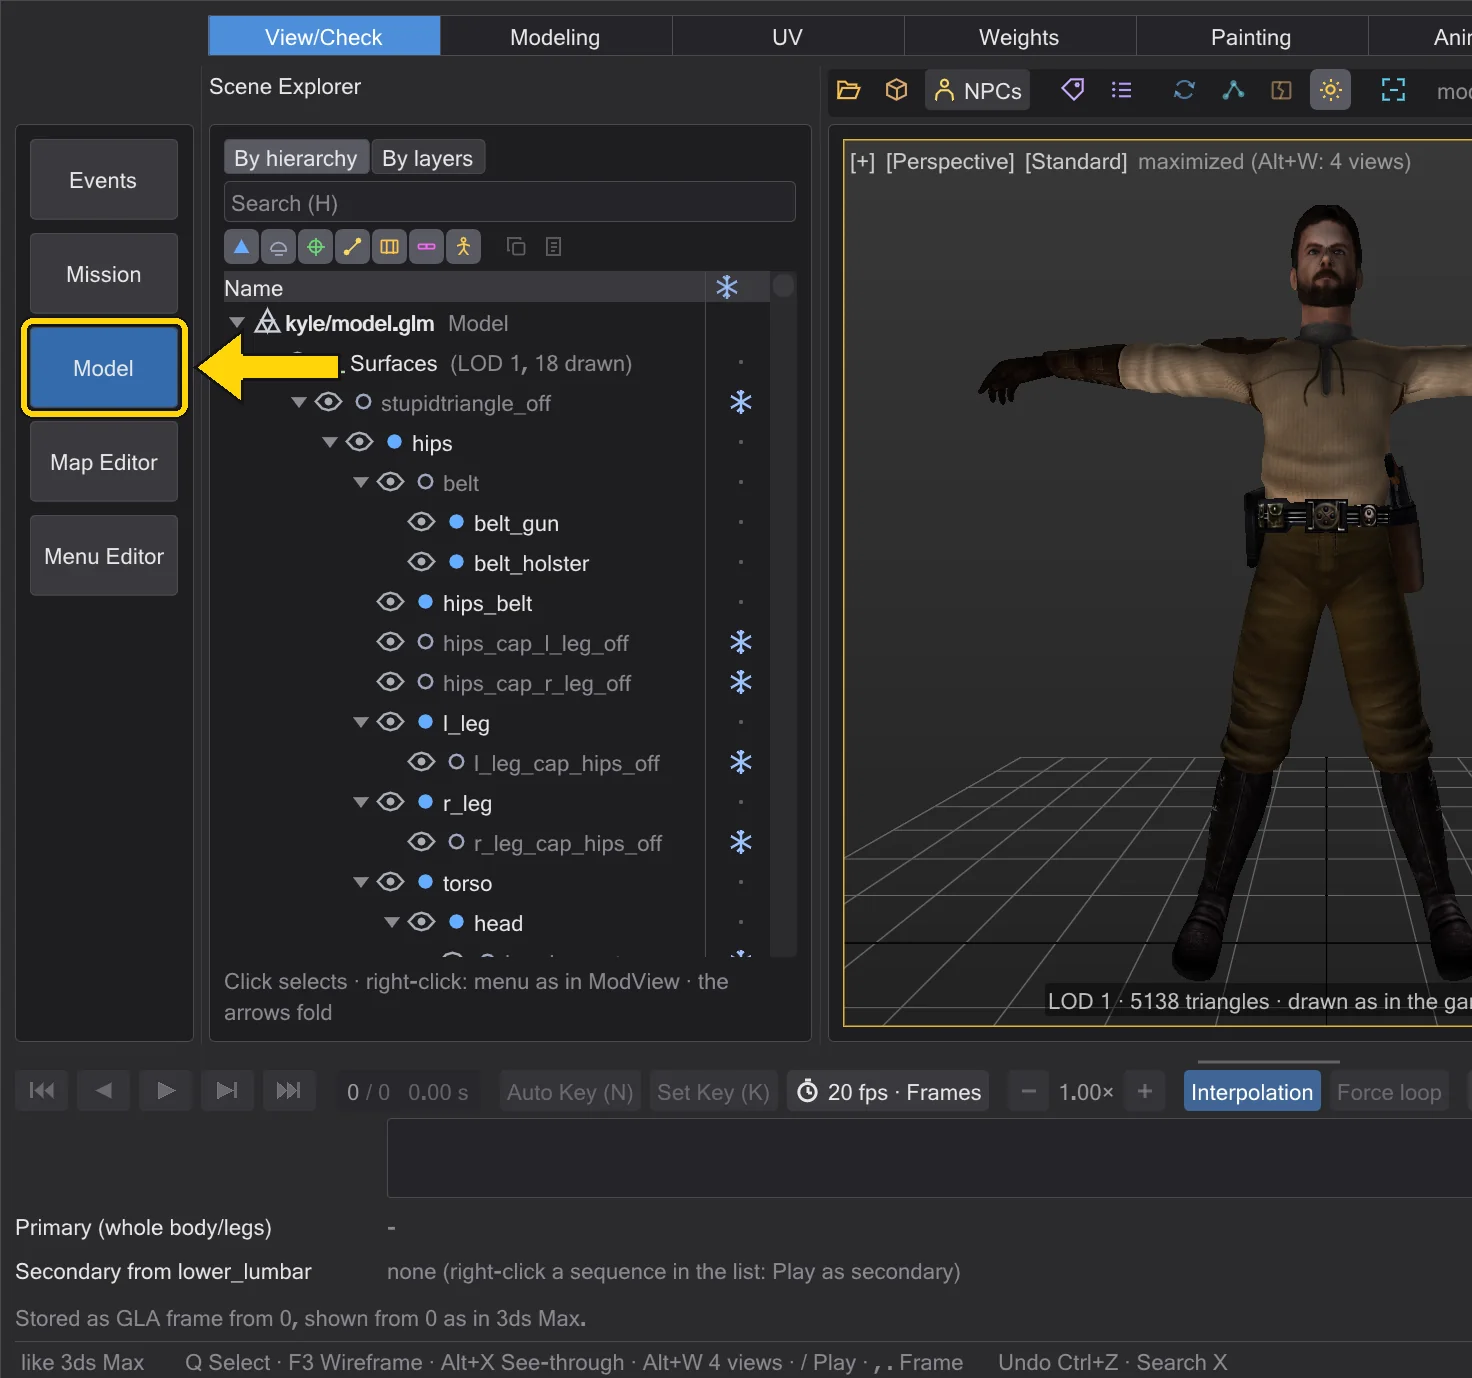 View/Check
Modeling
UV
Weights
Painting
Scene Explorer
NPCs
Events
Mission
Model
Map Editor
Menu Editor
By hierarchy
By layers
Search (H)
Name
kyle/model.glm Model
Surfaces (LOD 1, 18 drawn)
stupidtriangle_off
hips
belt
belt_gun
belt_holster
hips_belt
hips_cap_l_leg_off
hips_cap_r_leg_off
l_leg
l_leg_cap_hips_off
r_leg
r_leg_cap_hips_off
torso
head
Click selects · right-click: menu as in ModView · the
arrows fold
[+] [Perspective] [Standard] maximized (Alt+W: 4 views)
LOD 1 · 5138 triangles · drawn as in the
0 / 0 0.00 s
Auto Key (N)
Set Key (K)
20 fps · Frames
− 1.00× +
Interpolation
Force loop
Primary (whole body/legs) -
Secondary from lower_lumbar none (right-click a sequence in the list: Play as secondary)
Stored as GLA frame from 0, shown from 0 as in 3ds Max.
like 3ds Max Q Select · F3 Wireframe · Alt+X See-through · Alt+W 4 views · / Play · , . Frame Undo Ctrl+Z · Search X